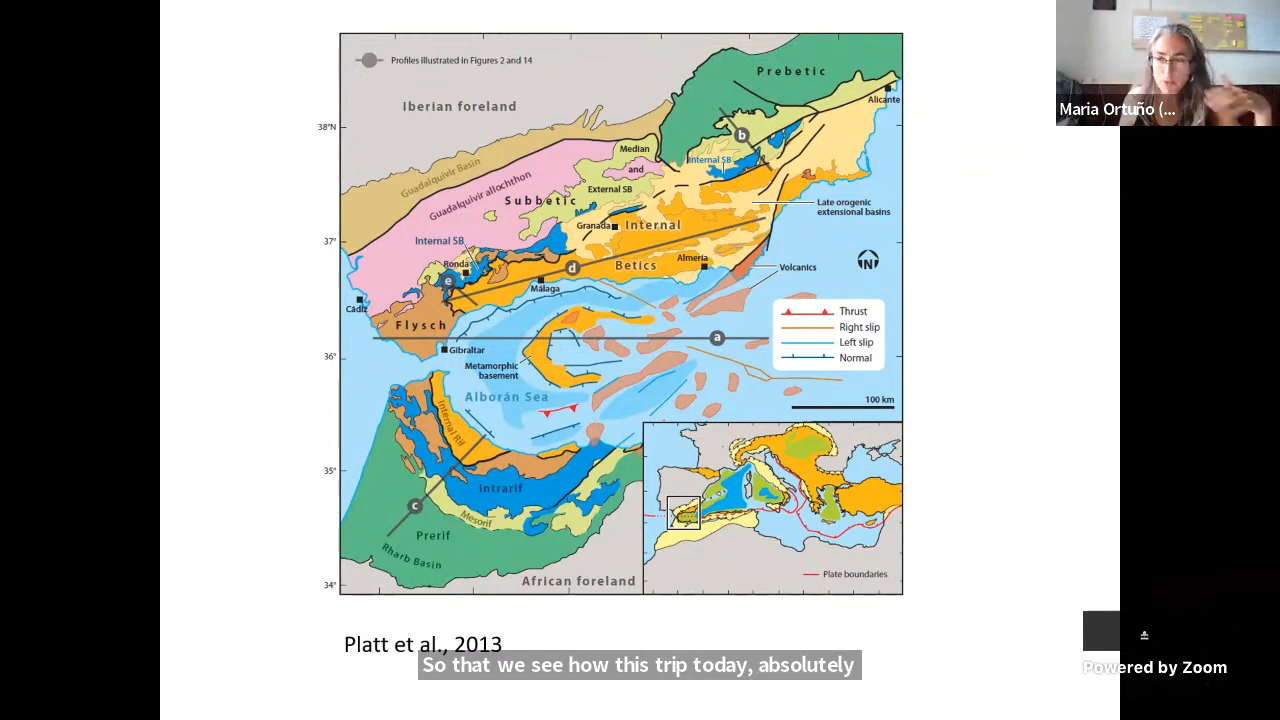 Profiles illustrated in Figures 2 and 14
Prebetic
Iberian foreland
Alicante
38°N
b
Median
Internal SB
Guadalquivir Basin
and
Guadalquivir allochthon
External SB
Subbetic
Late orogenic
extensional basins
Granada
Internal
37°
Internal SB
N
Ronda
Betics
Almeria
d
Volcanics
e
Málaga
Cádiz
Thrust
Flysch
Right slip
a
Left slip
36°
Gibraltar
Normal
Metamorphic
basement
Alborán Sea
100 km
Internal Rif
35°
Intrarif
c
Mesorif
Prerif
Rharb Basin
Plate boundaries
African foreland
34°
Platt et al., 2013
So that we see how this trip today, absolutely
Maria Ortuño (...
Powered by Zoom